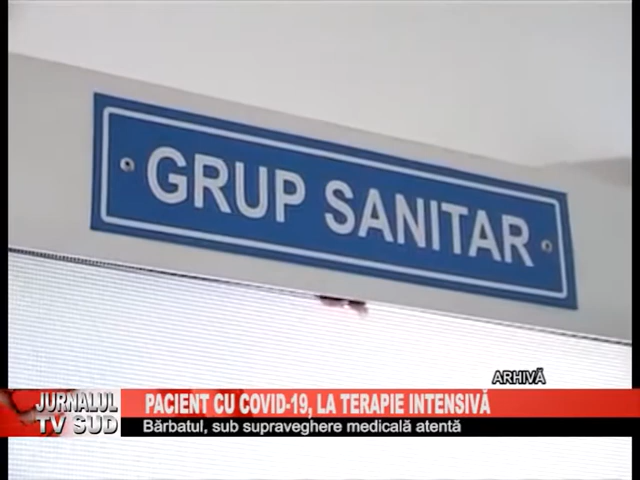 GRUP SANITAR
ARHIVĂ
JURNALUL
TV SUD
PACIENT CU COVID-19, LA TERAPIE INTENSIVĂ
Bărbatul, sub supraveghere medicală atentă